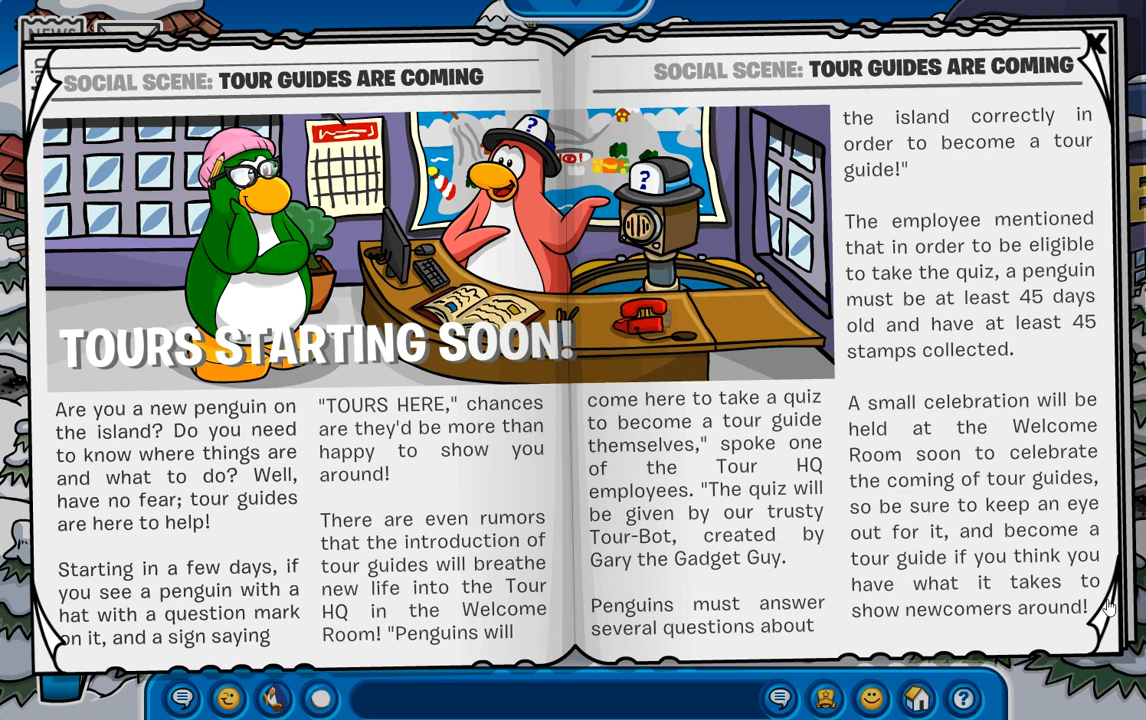 NEWS
SOCIAL SCENE: TOUR GUIDES ARE COMING
TOURS STARTING SOON!
Are you a new penguin on
the island? Do you need
to know where things are
and what to do? Well,
have no fear; tour guides
are here to help!
Starting in a few days, if
you see a penguin with a
hat with a question mark
on it, and a sign saying
"TOURS HERE," chances
are they'd be more than
happy to show you
around!
There are even rumors
that the introduction of
tour guides will breathe
new life into the Tour
HQ in the Welcome
Room! "Penguins will
SOCIAL SCENE: TOUR GUIDES ARE COMING
X
?
?
come here to take a quiz
to become a tour guide
themselves," spoke one
of the Tour HQ
employees. "The quiz will
be given by our trusty
Tour-Bot, created by
Gary the Gadget Guy.
Penguins must answer
several questions about
the island correctly in
order to become a tour
guide!"
The employee mentioned
that in order to be eligible
to take the quiz, a penguin
must be at least 45 days
old and have at least 45
stamps collected.
A small celebration will be
held at the Welcome
Room soon to celebrate
the coming of tour guides,
so be sure to keep an eye
out for it, and become a
tour guide if you think you
have what it takes to
show newcomers around!
?